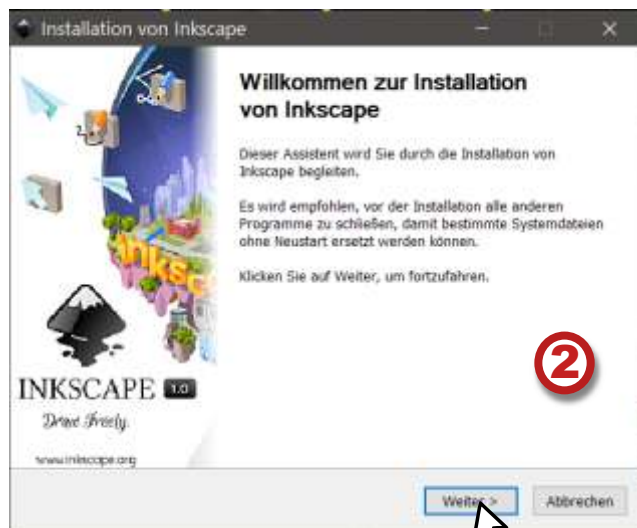 Installation von Inkscape
Willkommen zur Installation
von Inkscape
Dieser Assistent wird Sie durch die Installation von
Inkscape begleiten.
Es wird empfohlen, vor der Installation alle anderen
Programme zu schließen, damit bestimmte Systemdateien
ohne Neustart ersetzt werden können.
Klicken Sie auf Weiter, um fortzufahren.
inksc
2
INKSCAPE 1.0
Draw Freely.
www.inkscape.org
Weiter >
Abbrechen